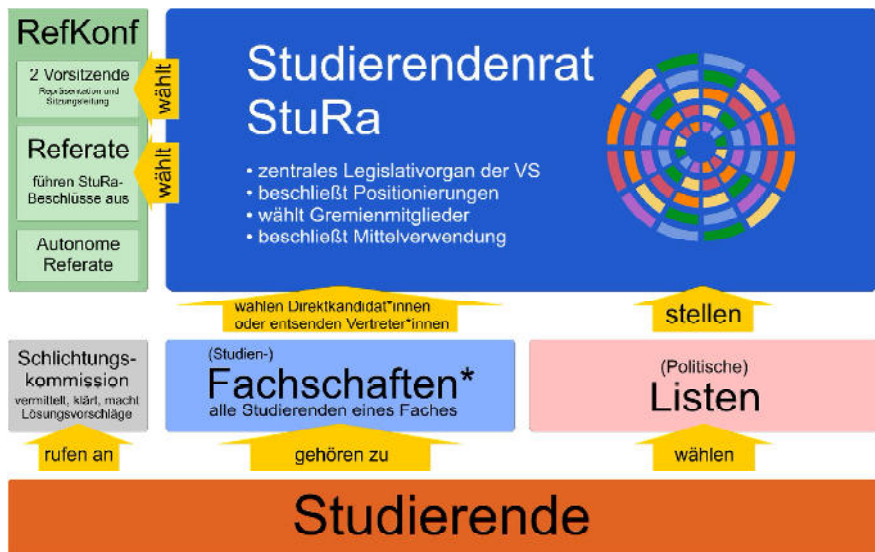 RefKonf
2 Vorsitzende
Repräsentation und
Sitzungsleitung
Referate
führen StuRa-
Beschlüsse aus
Autonome
Referate
wählt
wählt
Studierendenrat
StuRa
• zentrales Legislativorgan der VS
• beschließt Positionierungen
• wählt Gremienmitglieder
• beschließt Mittelverwendung
wählen Direktkandidat*innen
oder entsenden Vertreter*innen
stellen
Schlichtungs-
kommission
vermittelt, klärt, macht
Lösungsvorschläge
(Studien-)
Fachschaften*
alle Studierenden eines Faches
(Politische)
Listen
rufen an
gehören zu
wählen
Studierende